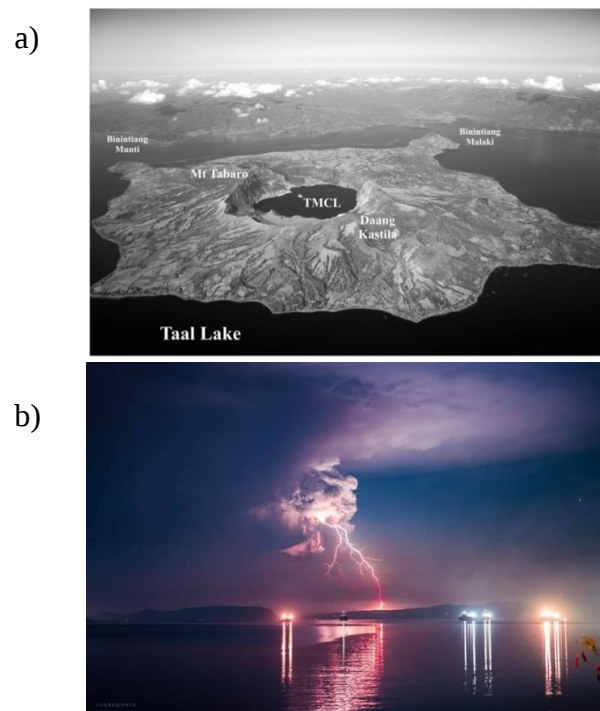 a)
Binintiang
Munti
Binintiang
Malaki
Mt Tabaro
TMCL
Daang
Kastila
Taal Lake
b)